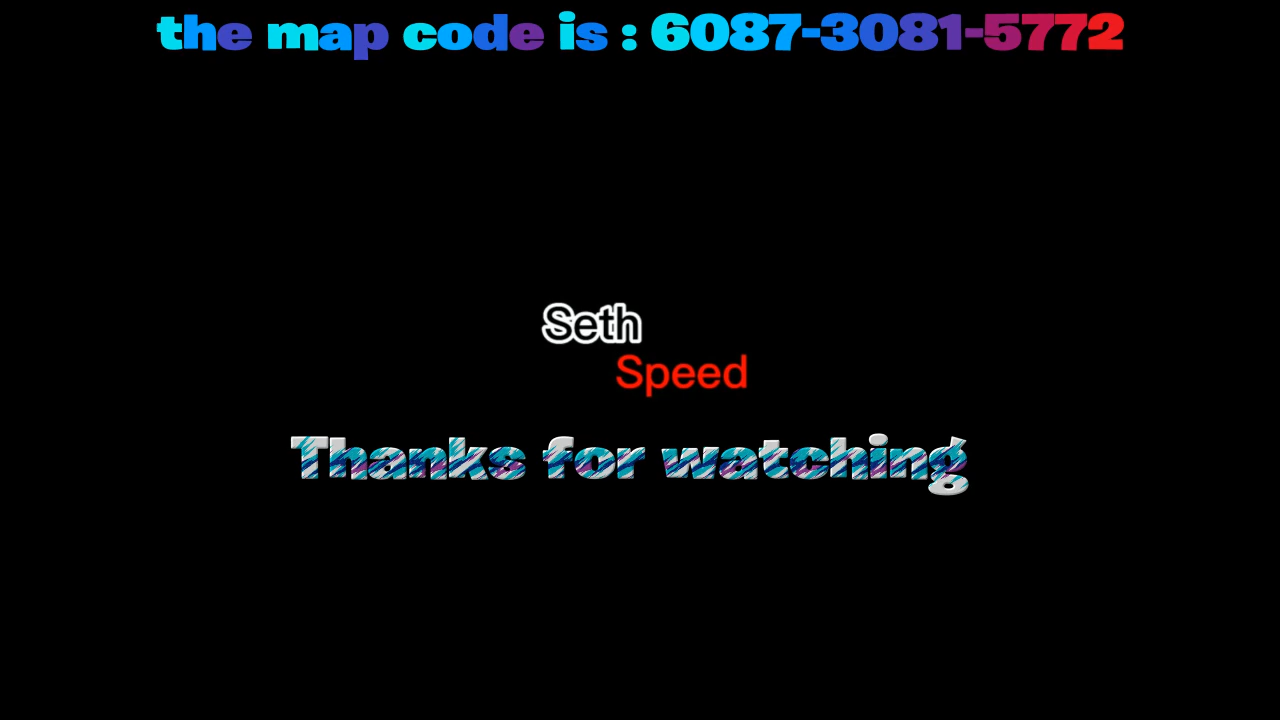 the map code is : 6087-3081-5772
Seth
Speed
Thanks for watching